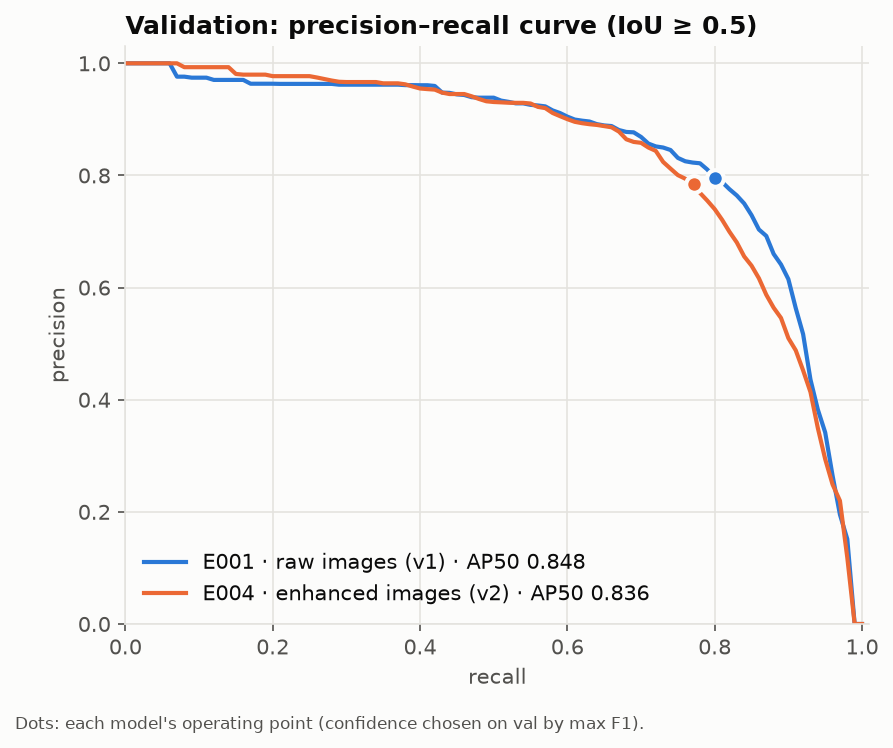 Validation: precision–recall curve (IoU ≥ 0.5)
precision
1.0
0.8
0.6
0.4
0.2
0.0
E001 · raw images (v1) · AP50 0.848
E004 · enhanced images (v2) · AP50 0.836
0.0 0.2 0.4 0.6 0.8 1.0
recall
Dots: each model's operating point (confidence chosen on val by max F1).